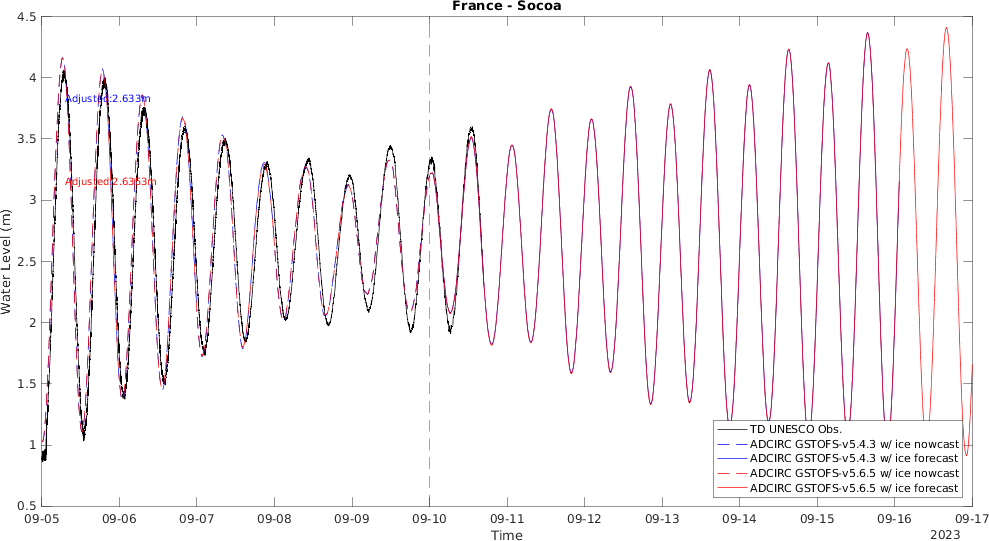 France - Socoa
4.5
4
3.5
3
2.5
2
1.5
1
0.5
Water Level (m)
Adjusted:2.633m
Adjusted:2.6353m
TD UNESCO Obs.
ADCIRC GSTOFS-v5.4.3 w/ ice nowcast
ADCIRC GSTOFS-v5.4.3 w/ ice forecast
ADCIRC GSTOFS-v5.6.5 w/ ice nowcast
ADCIRC GSTOFS-v5.6.5 w/ ice forecast
09-05 09-06 09-07 09-08 09-09 09-10 09-11 09-12 09-13 09-14 09-15 09-16 09-17
Time
2023